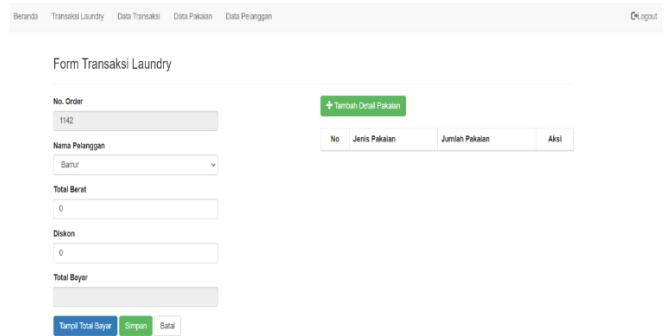 Beranda Transaksi Laundry Data Transaksi Data Pakaian Data Pelanggan Logout
Form Transaksi Laundry
No. Order
1142
Nama Pelanggan
Barrur
Total Berat
0
Diskon
0
Total Bayar
Tampil Total Bayar Simpan Batal
Tambah Detail Pakaian
No Jenis Pakaian Jumlah Pakaian Aksi